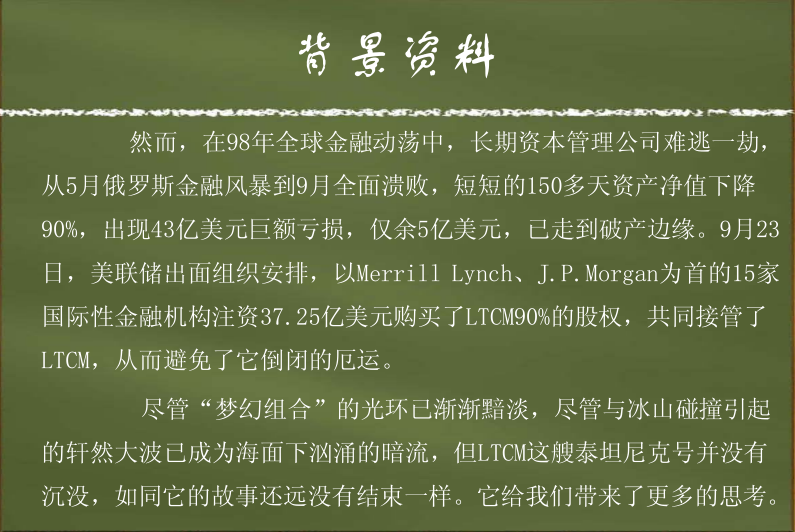 背景资料
然而，在98年全球金融动荡中，长期资本管理公司难逃一劫，
从5月俄罗斯金融风暴到9月全面溃败，短短的150多天资产净值下降
90%，出现43亿美元巨额亏损，仅余5亿美元，已走到破产边缘。9月23
日，美联储出面组织安排，以Merrill Lynch、J.P.Morgan为首的15家
国际性金融机构注资37.25亿美元购买了LTCM90%的股权，共同接管了
LTCM，从而避免了它倒闭的厄运。
尽管“梦幻组合”的光环已渐渐黯淡，尽管与冰山碰撞引起
的轩然大波已成为海面下汹涌的暗流，但LTCM这艘泰坦尼克号并没有
沉没，如同它的故事还远没有结束一样。它给我们带来了更多的思考。